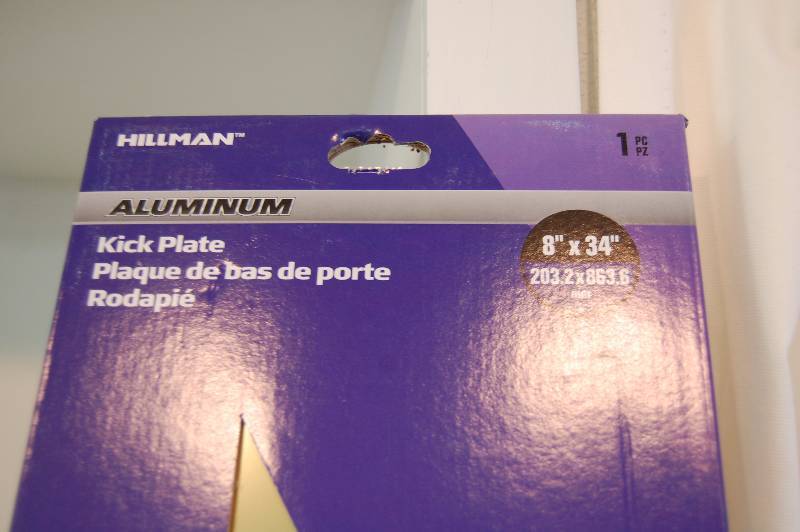 HILLMAN™
1 PC
PZ
ALUMINUM
Kick Plate
Plaque de bas de porte
Rodapié
8" x 34"
203.2 x 863.6
mm